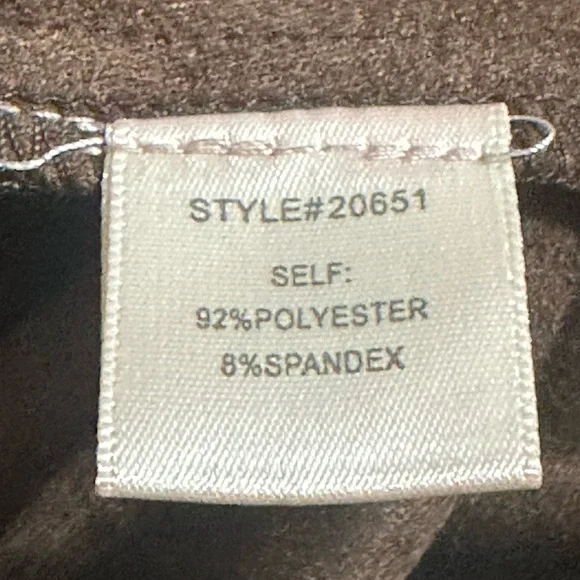 STYLE#20651
SELF:
92%POLYESTER
8%SPANDEX